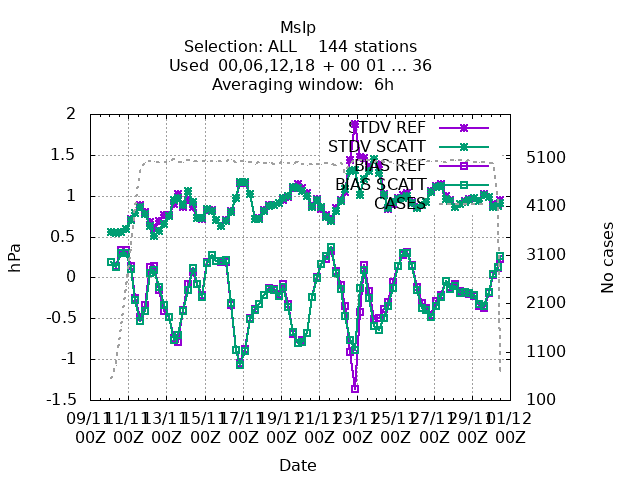 Mslp
Selection: ALL    144 stations
Used  00,06,12,18 + 00 01 ... 36
Averaging window:  6h
STDV REF
STDV SCATT
BIAS REF
BIAS SCATT
CASES
2
1.5
1
0.5
0
-0.5
-1
-1.5
hPa
5100
4100
3100
2100
1100
100
No cases
09/11 11/11 13/11 15/11 17/11 19/11 21/11 23/11 25/11 27/11 29/11 01/12
00Z 00Z 00Z 00Z 00Z 00Z 00Z 00Z 00Z 00Z 00Z 00Z
Date